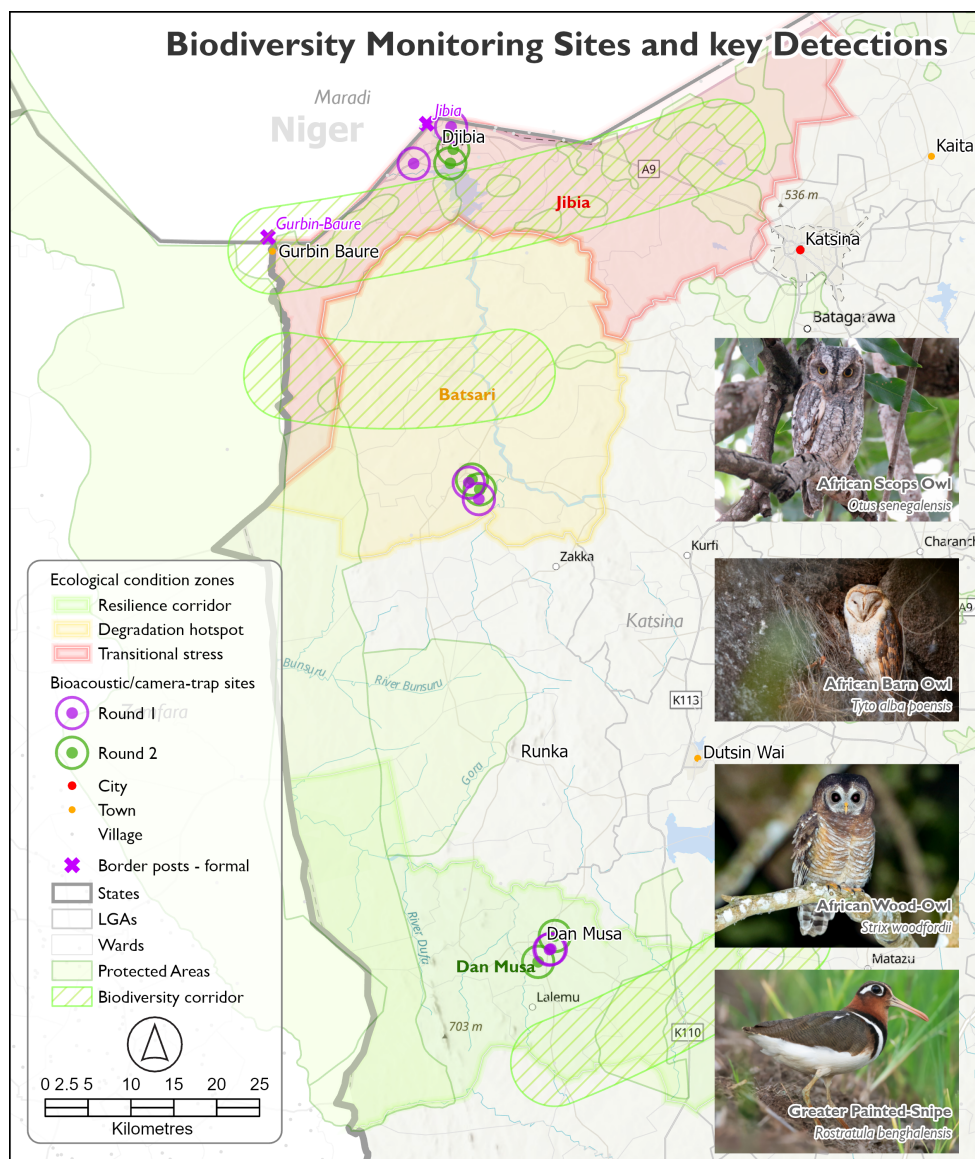 Biodiversity Monitoring Sites and key Detections
Maradi
Niger
Jibia
Djibia
Kaita
A9
536 m
Jibia
Gurbin-Baure
Gurbin Baure
Katsina
Batagarawa
Batsari
African Scops Owl
Otus senegalensis
Zakka
Kurfi
Charanch
African Barn Owl
Tyto alba poensis
A9
Katsina
Bunsuru
River Bunsuru
K113
Zamfara
Runka
Dutsin Wai
Gora
African Wood-Owl
Strix woodfordii
River Dufa
Dan Musa
Dan Musa
Matazu
Lalemu
703 m
K110
Greater Painted-Snipe
Rostratula benghalensis
Ecological condition zones
Resilience corridor
Degradation hotspot
Transitional stress
Bioacoustic/camera-trap sites
Round 1
Round 2
City
Town
Village
Border posts - formal
States
LGAs
Wards
Protected Areas
Biodiversity corridor
0 2.5 5 10 15 20 25
Kilometres